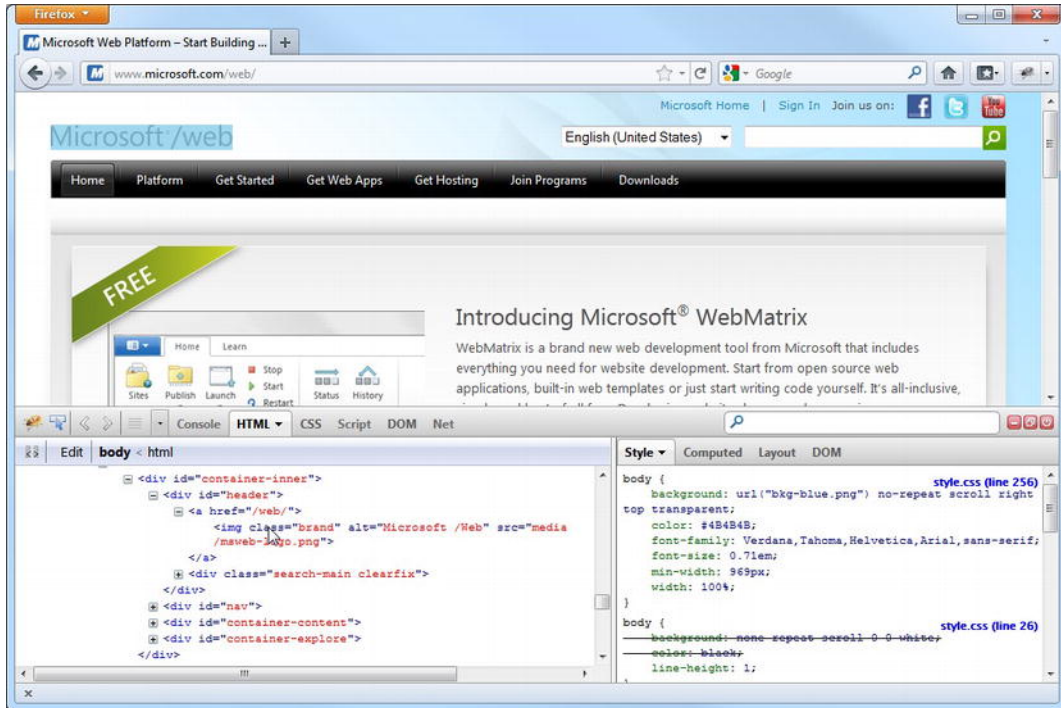 Firefox
Microsoft Web Platform – Start Building ...
www.microsoft.com/web/
Google
Microsoft Home | Sign In Join us on:
You Tube
Microsoft /web
English (United States)
Home Platform Get Started Get Web Apps Get Hosting Join Programs Downloads
FREE
Introducing Microsoft® WebMatrix
WebMatrix is a brand new web development tool from Microsoft that includes
everything you need for website development. Start from open source web
applications, built-in web templates or just start writing code yourself. It's all-inclusive,
Home Learn
Sites Publish Launch
Stop
Start
Restart
Status History
Console HTML CSS Script DOM Net
Edit body < html
<div id="container-inner">
<div id="header">
<a href="/web/">
<img class="brand" alt="Microsoft /Web" src="media
/msweb-logo.png">
</a>
<div class="search-main clearfix">
</div>
<div id="nav">
<div id="container-content">
<div id="container-explore">
</div>
Style Computed Layout DOM
body {
style.css (line 256)
background: url("bkg-blue.png") no-repeat scroll right
top transparent;
color: #4B4B4B;
font-family: Verdana,Tahoma,Helvetica,Arial,sans-serif;
font-size: 0.71em;
min-width: 969px;
width: 100%;
}
body {
style.css (line 26)
background: none repeat scroll 0 0 white;
color: black;
line-height: 1;